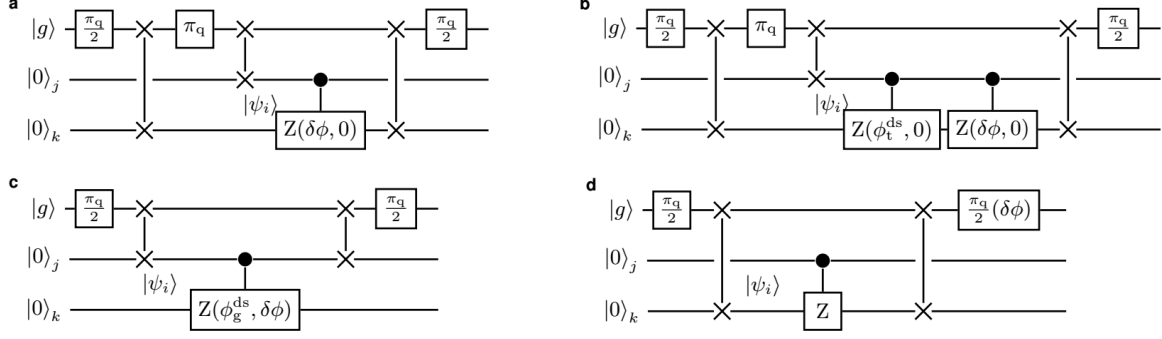 a
|g⟩ π_q/2 π_q π_q/2
|0⟩_j
|ψ_i⟩
|0⟩_k Z(δϕ, 0)
b
|g⟩ π_q/2 π_q π_q/2
|0⟩_j
|ψ_i⟩
|0⟩_k Z(ϕ_t^ds, 0) Z(δϕ, 0)
c
|g⟩ π_q/2 π_q/2
|0⟩_j
|ψ_i⟩
|0⟩_k Z(ϕ_g^ds, δϕ)
d
|g⟩ π_q/2 π_q/2(δϕ)
|0⟩_j
|ψ_i⟩
|0⟩_k Z